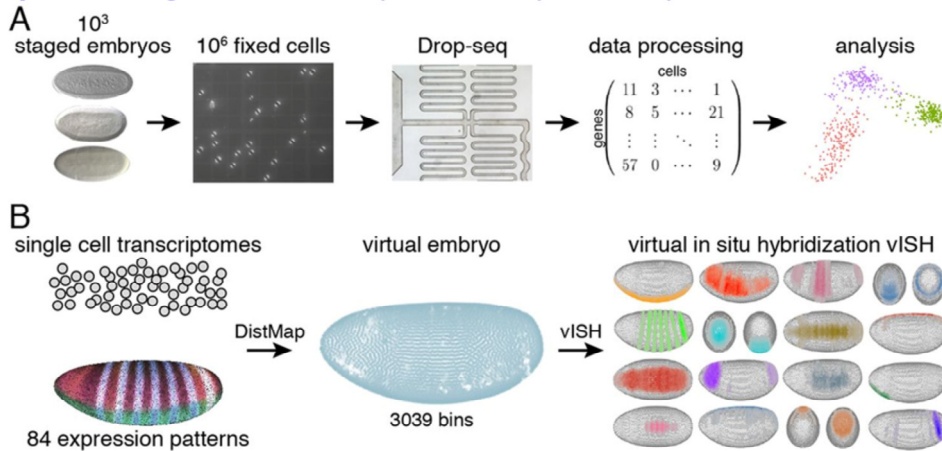 A
10³
staged embryos
10⁶ fixed cells
Drop-seq
data processing
analysis
cells
genes
11 3 ⋯ 1
8 5 ⋯ 21
⋮ ⋮ ⋱ ⋮
57 0 ⋯ 9
B
single cell transcriptomes
virtual embryo
virtual in situ hybridization vISH
DistMap
vISH
84 expression patterns
3039 bins